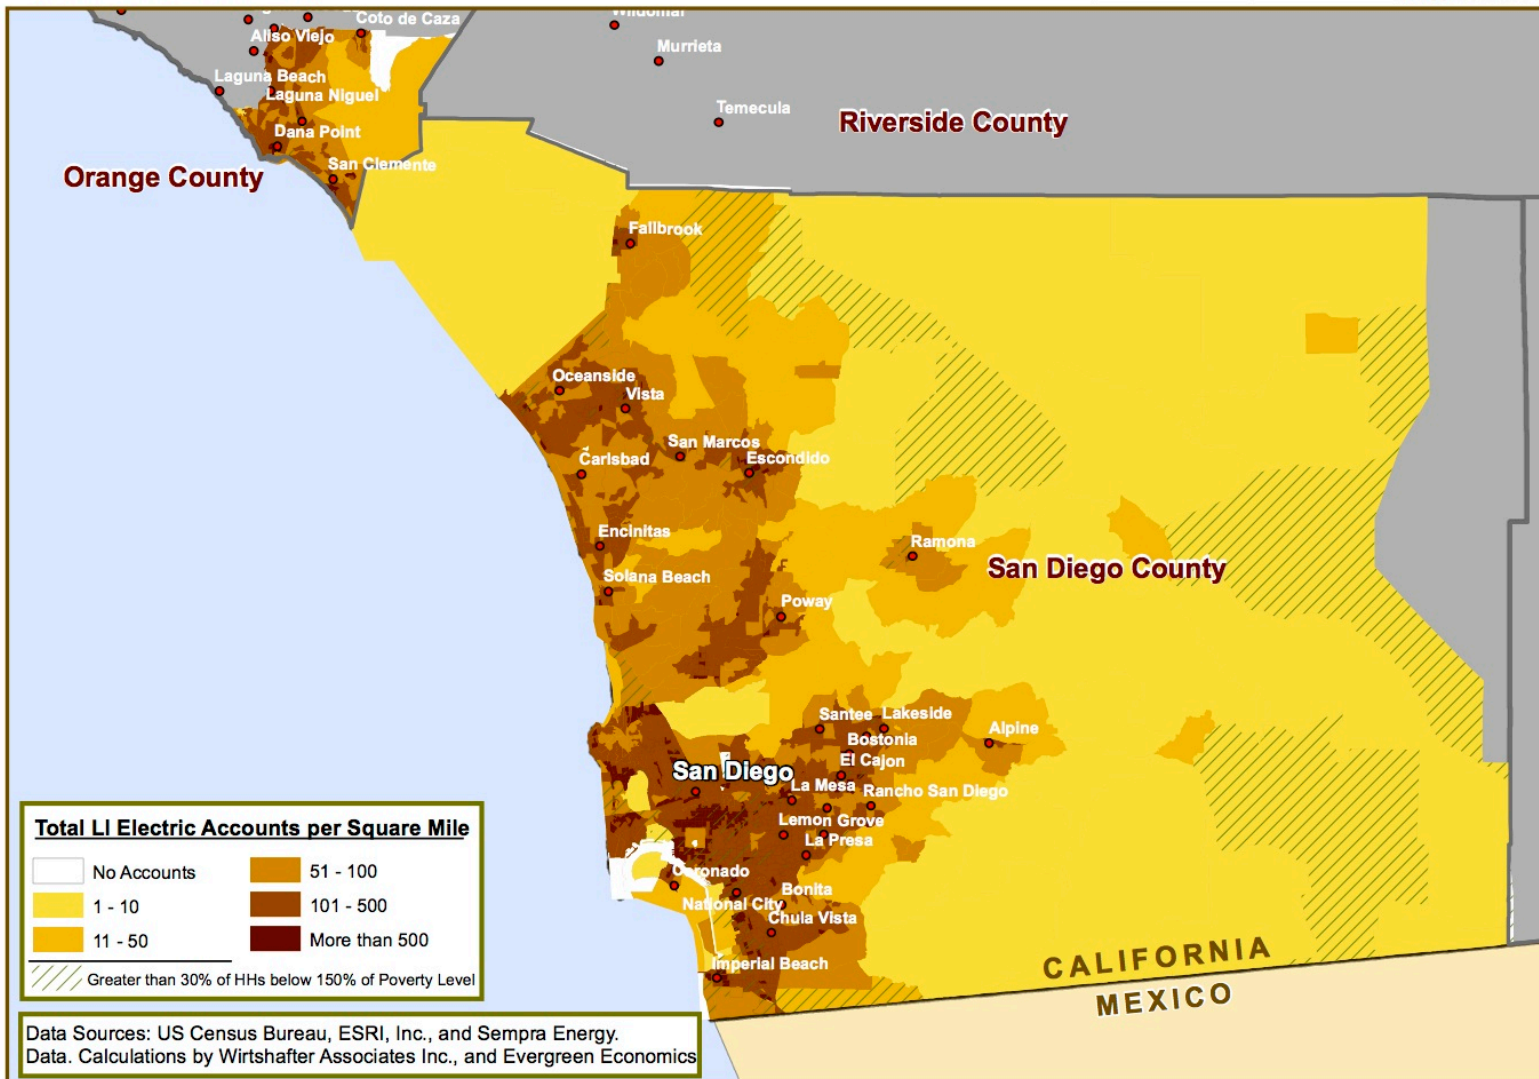 Coto de Caza
Wildomar
Aliso Viejo
Murrieta
Laguna Beach
Laguna Niguel
Temecula
Riverside County
Dana Point
San Clemente
Orange County
Fallbrook
Oceanside
Vista
San Marcos
Carlsbad
Escondido
Encinitas
Ramona
San Diego County
Solana Beach
Poway
Santee
Lakeside
Alpine
Bostonia
El Cajon
San Diego
La Mesa
Rancho San Diego
Lemon Grove
La Presa
Coronado
Bonita
National City
Chula Vista
Imperial Beach
CALIFORNIA
MEXICO
Total LI Electric Accounts per Square Mile
No Accounts
1 - 10
11 - 50
51 - 100
101 - 500
More than 500
Greater than 30% of HHs below 150% of Poverty Level
Data Sources: US Census Bureau, ESRI, Inc., and Sempra Energy.
Data. Calculations by Wirtshafter Associates Inc., and Evergreen Economics